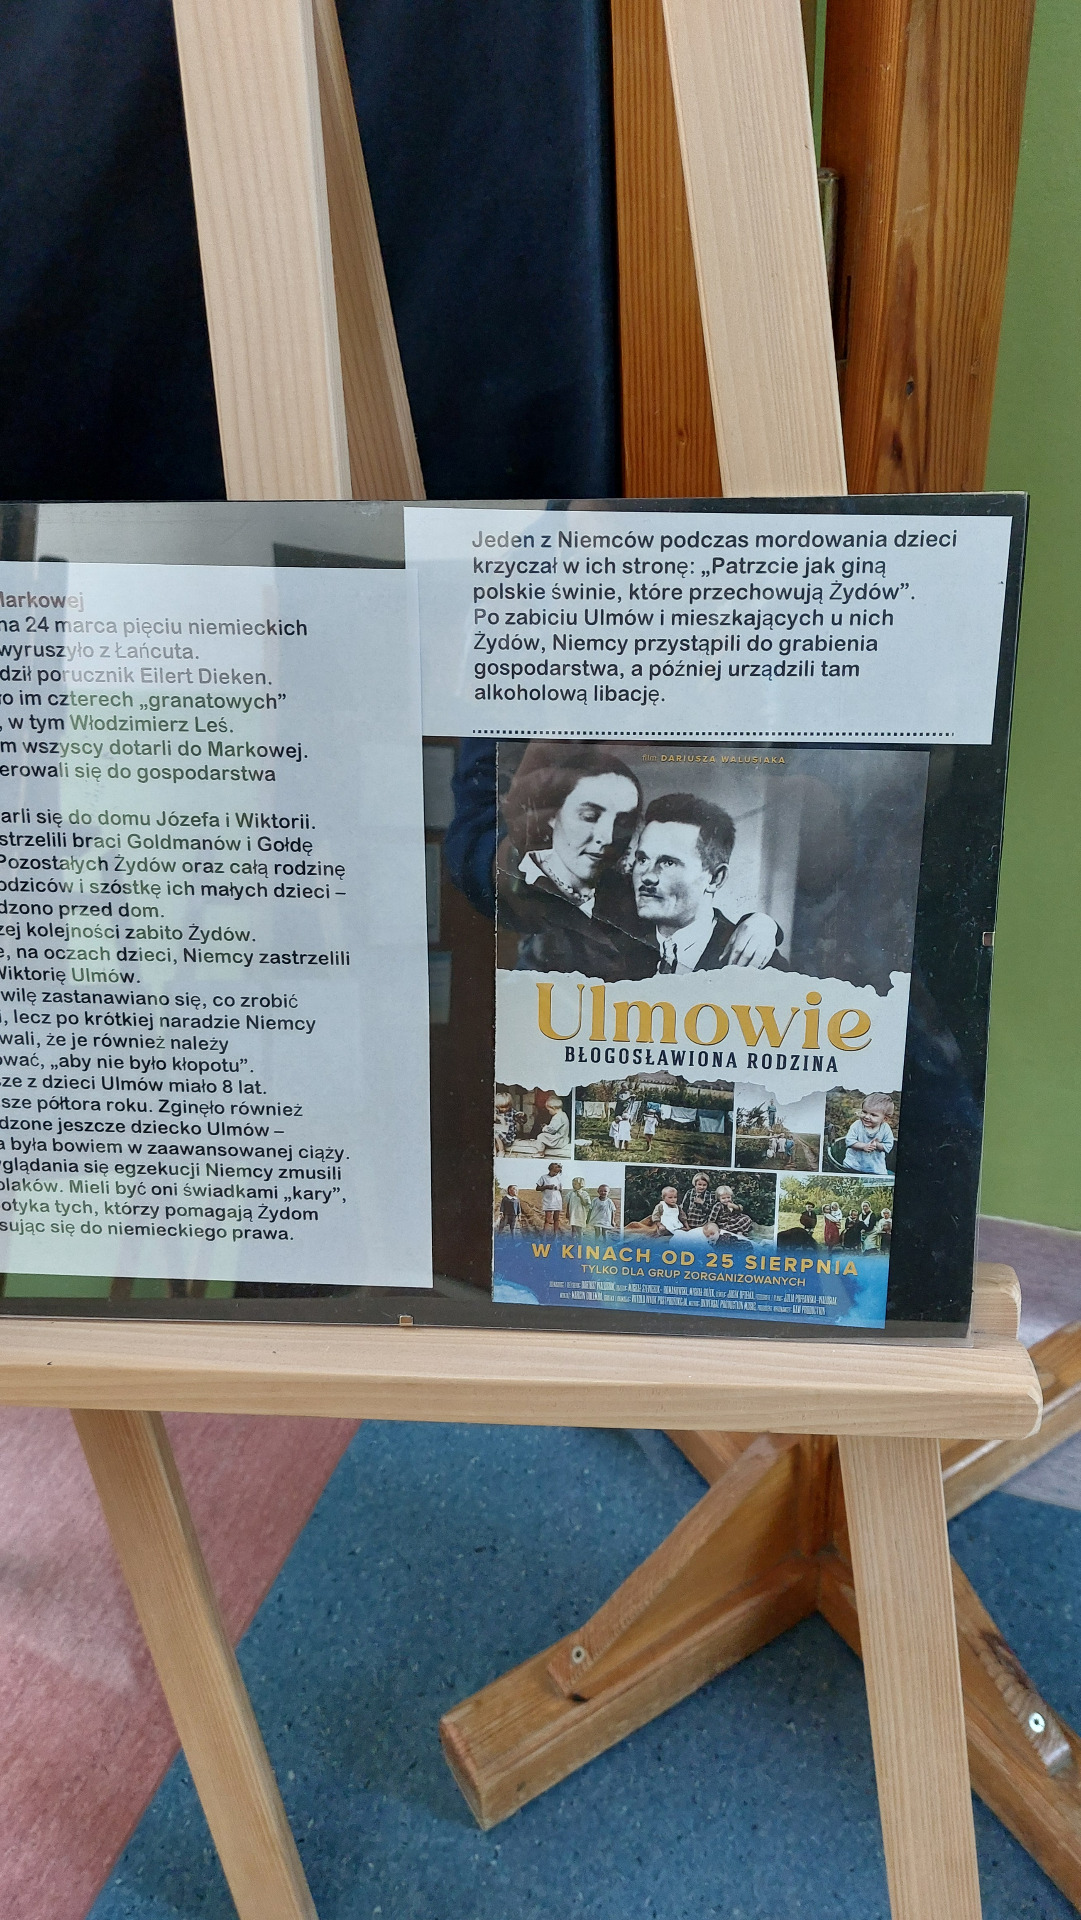 Markowej
na 24 marca pięciu niemieckich
wyruszyło z Łańcuta.
dził porucznik Eilert Dieken.
o im czterech „granatowych”
, w tym Włodzimierz Leś.
m wszyscy dotarli do Markowej.
erowali się do gospodarstwa
arli się do domu Józefa i Wiktorii.
strzelili braci Goldmanów i Gołdę
Pozostałych Żydów oraz całą rodzinę
odziców i szóstkę ich małych dzieci –
dzono przed dom.
zej kolejności zabito Żydów.
e, na oczach dzieci, Niemcy zastrzelili
Wiktorię Ulmów.
wilę zastanawiano się, co zrobić
i, lecz po krótkiej naradzie Niemcy
wali, że je również należy
ować, „aby nie było kłopotu”.
sze z dzieci Ulmów miało 8 lat.
sze półtora roku. Zginęło również
dzone jeszcze dziecko Ulmów –
a była bowiem w zaawansowanej ciąży.
glądania się egzekucji Niemcy zmusili
olaków. Mieli być oni świadkami „kary”,
otyka tych, którzy pomagają Żydom
sując się do niemieckiego prawa.
Jeden z Niemców podczas mordowania dzieci
krzyczał w ich stronę: „Patrzcie jak giną
polskie świnie, które przechowują Żydów”.
Po zabiciu Ulmów i mieszkających u nich
Żydów, Niemcy przystąpili do grabienia
gospodarstwa, a później urządzili tam
alkoholową libację.
film DARIUSZA WALUSIAKA
Ulmowie
BŁOGOSŁAWIONA RODZINA
W KINACH OD 25 SIERPNIA
TYLKO DLA GRUP ZORGANIZOWANYCH